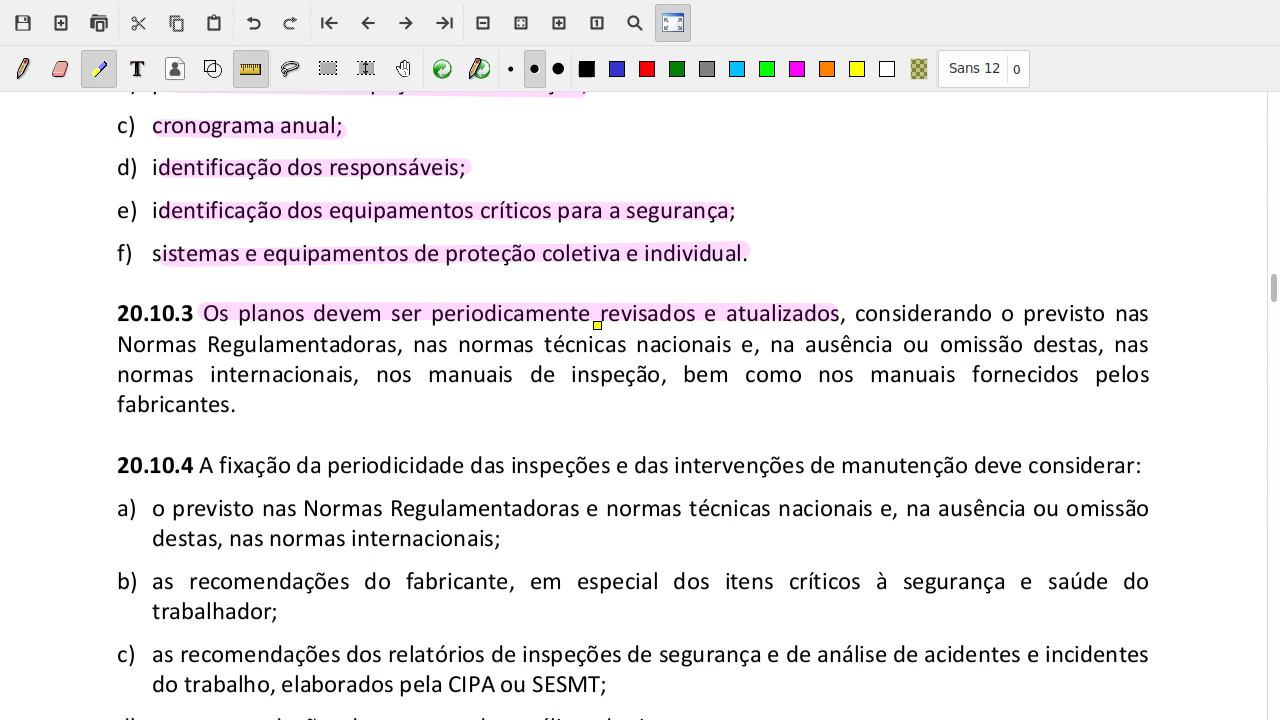 Sans 12 0
c) cronograma anual;
d) identificação dos responsáveis;
e) identificação dos equipamentos críticos para a segurança;
f) sistemas e equipamentos de proteção coletiva e individual.
20.10.3 Os planos devem ser periodicamente revisados e atualizados, considerando o previsto nas
Normas Regulamentadoras, nas normas técnicas nacionais e, na ausência ou omissão destas, nas
normas internacionais, nos manuais de inspeção, bem como nos manuais fornecidos pelos
fabricantes.
20.10.4 A fixação da periodicidade das inspeções e das intervenções de manutenção deve considerar:
a) o previsto nas Normas Regulamentadoras e normas técnicas nacionais e, na ausência ou omissão
destas, nas normas internacionais;
b) as recomendações do fabricante, em especial dos itens críticos à segurança e saúde do
trabalhador;
c) as recomendações dos relatórios de inspeções de segurança e de análise de acidentes e incidentes
do trabalho, elaborados pela CIPA ou SESMT;